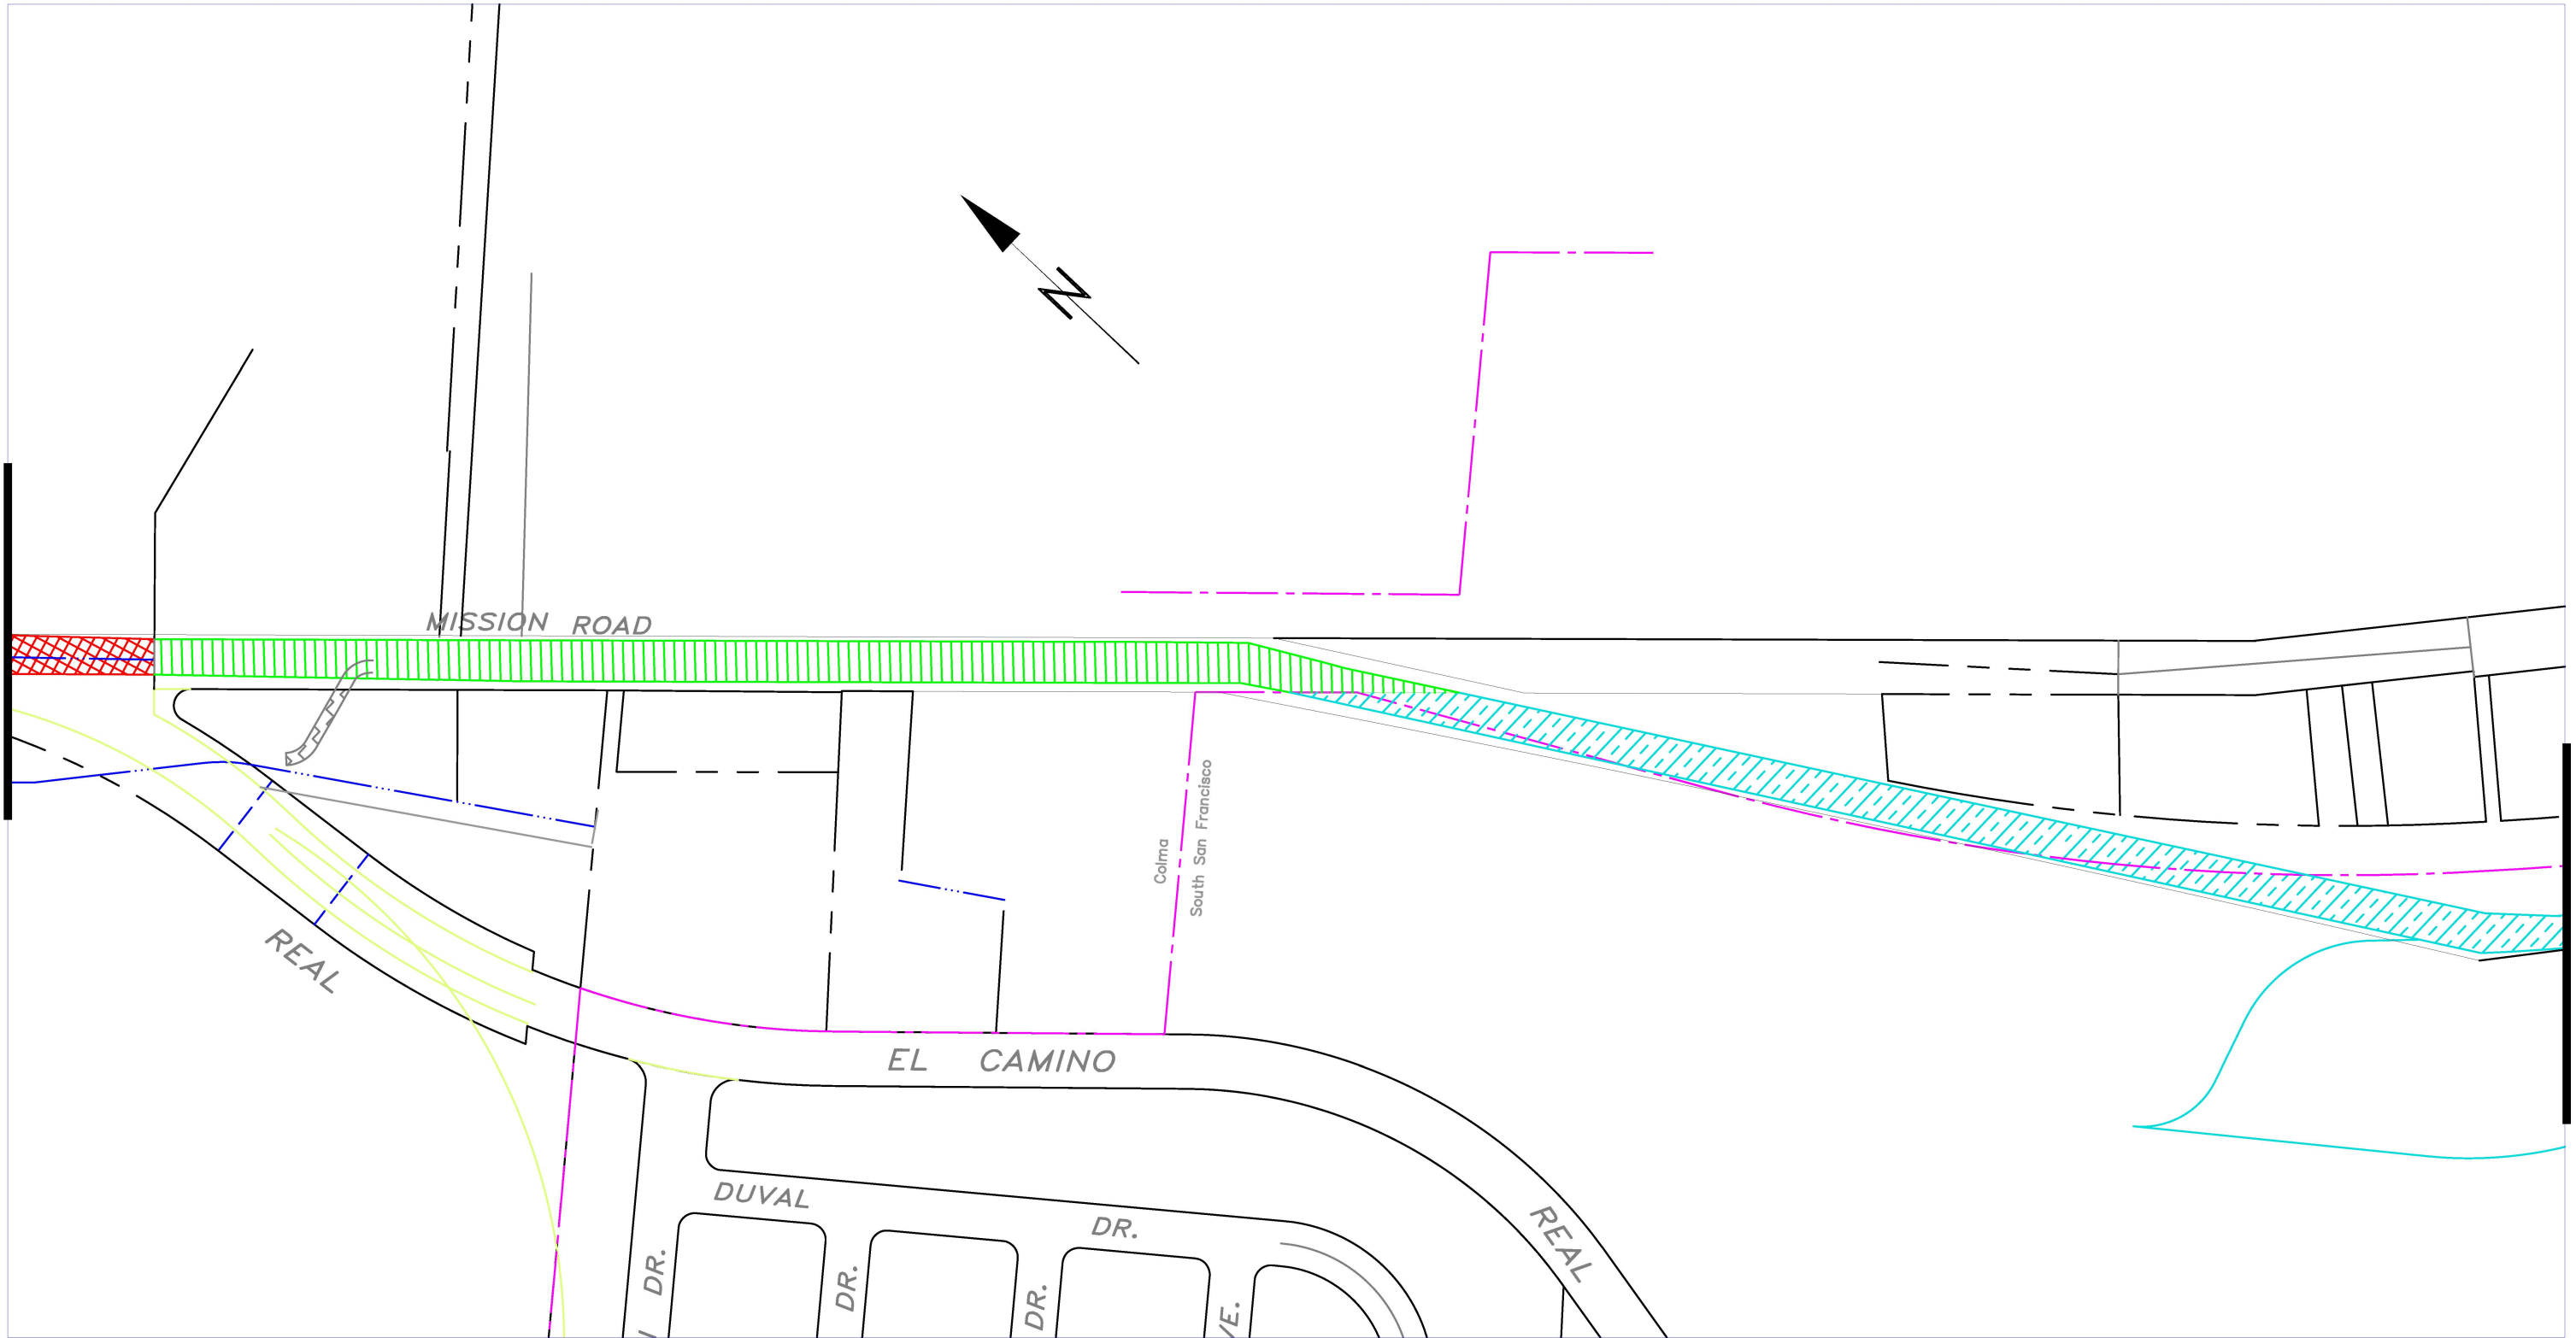 N
MISSION ROAD
Colma
South San Francisco
REAL
EL CAMINO
DUVAL
DR.
REAL
DR.
DR.
DR.